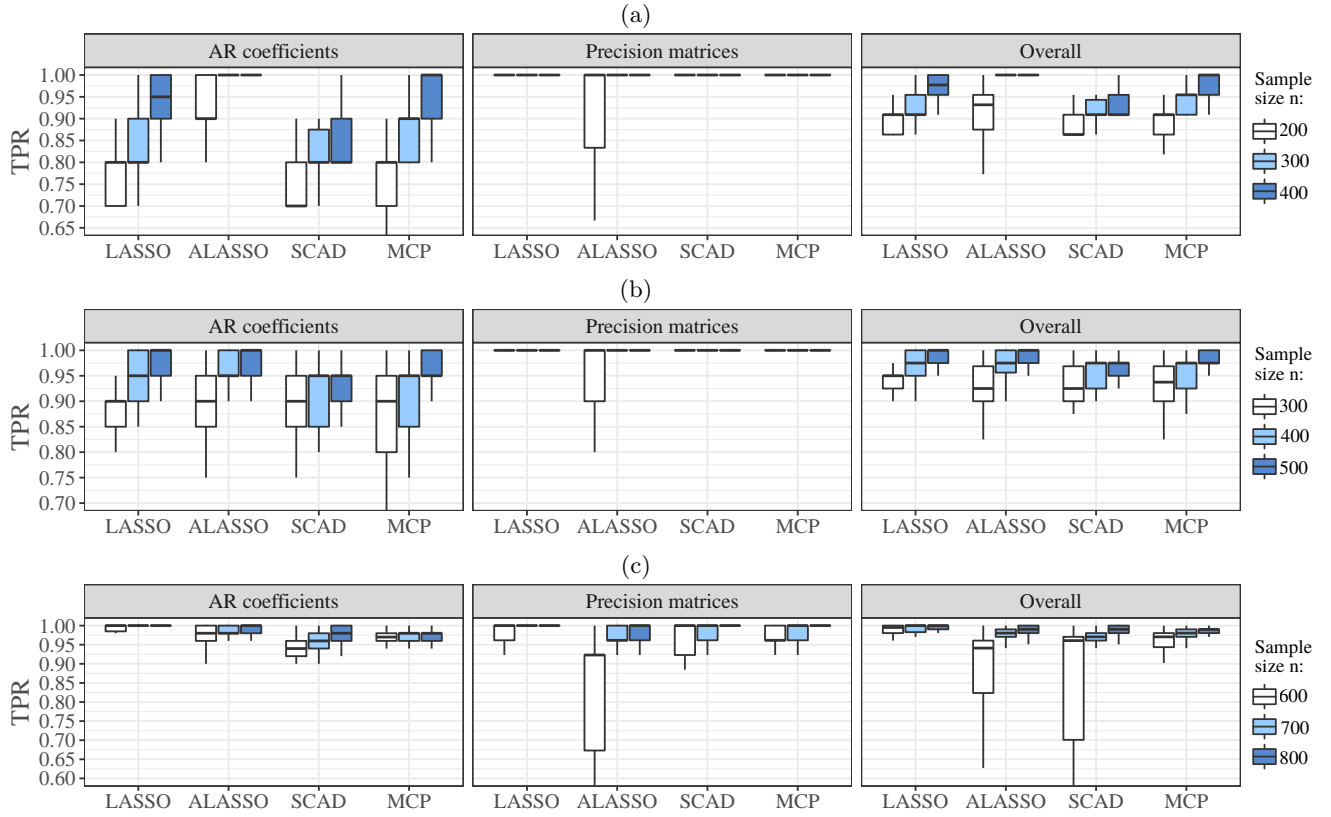 (a)
AR coefficients Precision matrices Overall
TPR
1.00
0.95
0.90
0.85
0.80
0.75
0.70
0.65
LASSO ALASSO SCAD MCP LASSO ALASSO SCAD MCP LASSO ALASSO SCAD MCP
Sample
size n:
200
300
400
(b)
AR coefficients Precision matrices Overall
TPR
1.00
0.95
0.90
0.85
0.80
0.75
0.70
LASSO ALASSO SCAD MCP LASSO ALASSO SCAD MCP LASSO ALASSO SCAD MCP
Sample
size n:
300
400
500
(c)
AR coefficients Precision matrices Overall
TPR
1.00
0.95
0.90
0.85
0.80
0.75
0.70
0.65
0.60
LASSO ALASSO SCAD MCP LASSO ALASSO SCAD MCP LASSO ALASSO SCAD MCP
Sample
size n:
600
700
800